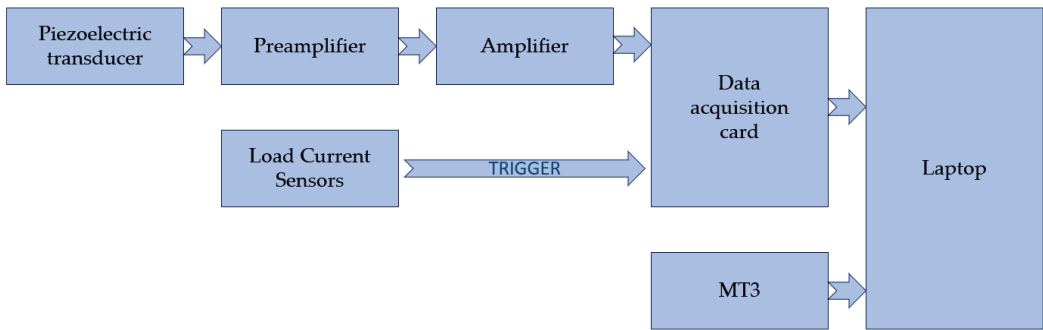 Piezoelectric
transducer
Preamplifier
Amplifier
Data
acquisition
card
Load Current
Sensors
TRIGGER
Laptop
MT3